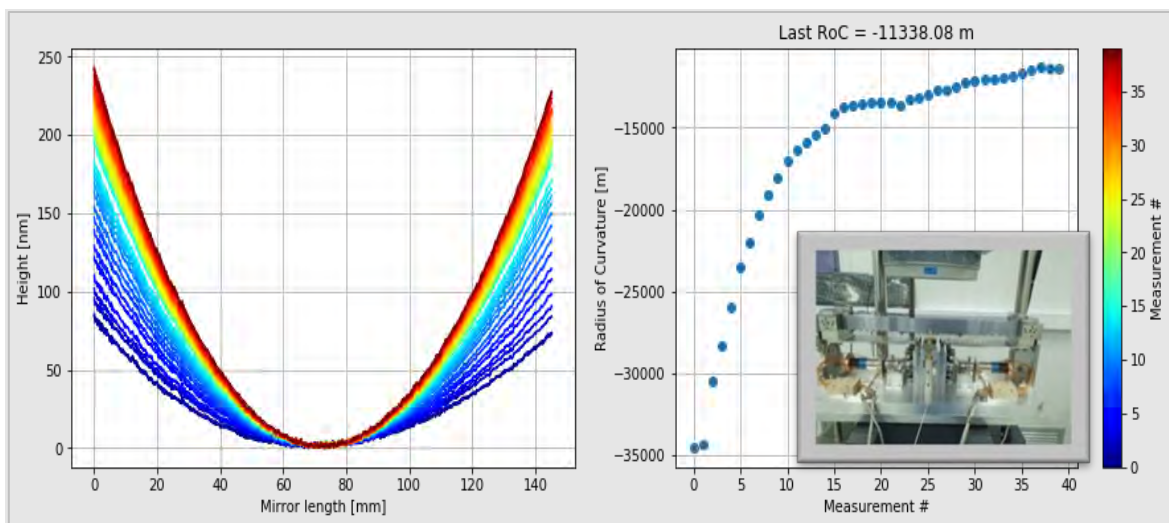 Last RoC = -11338.08 m
Height [nm]
250
200
150
100
50
0
0 20 40 60 80 100 120 140
Mirror length [mm]
Radius of Curvature [m]
−15000
−20000
−25000
−30000
−35000
0 5 10 15 20 25 30 35 40
Measurement #
35
30
25
20
15
10
5
0
Measurement #